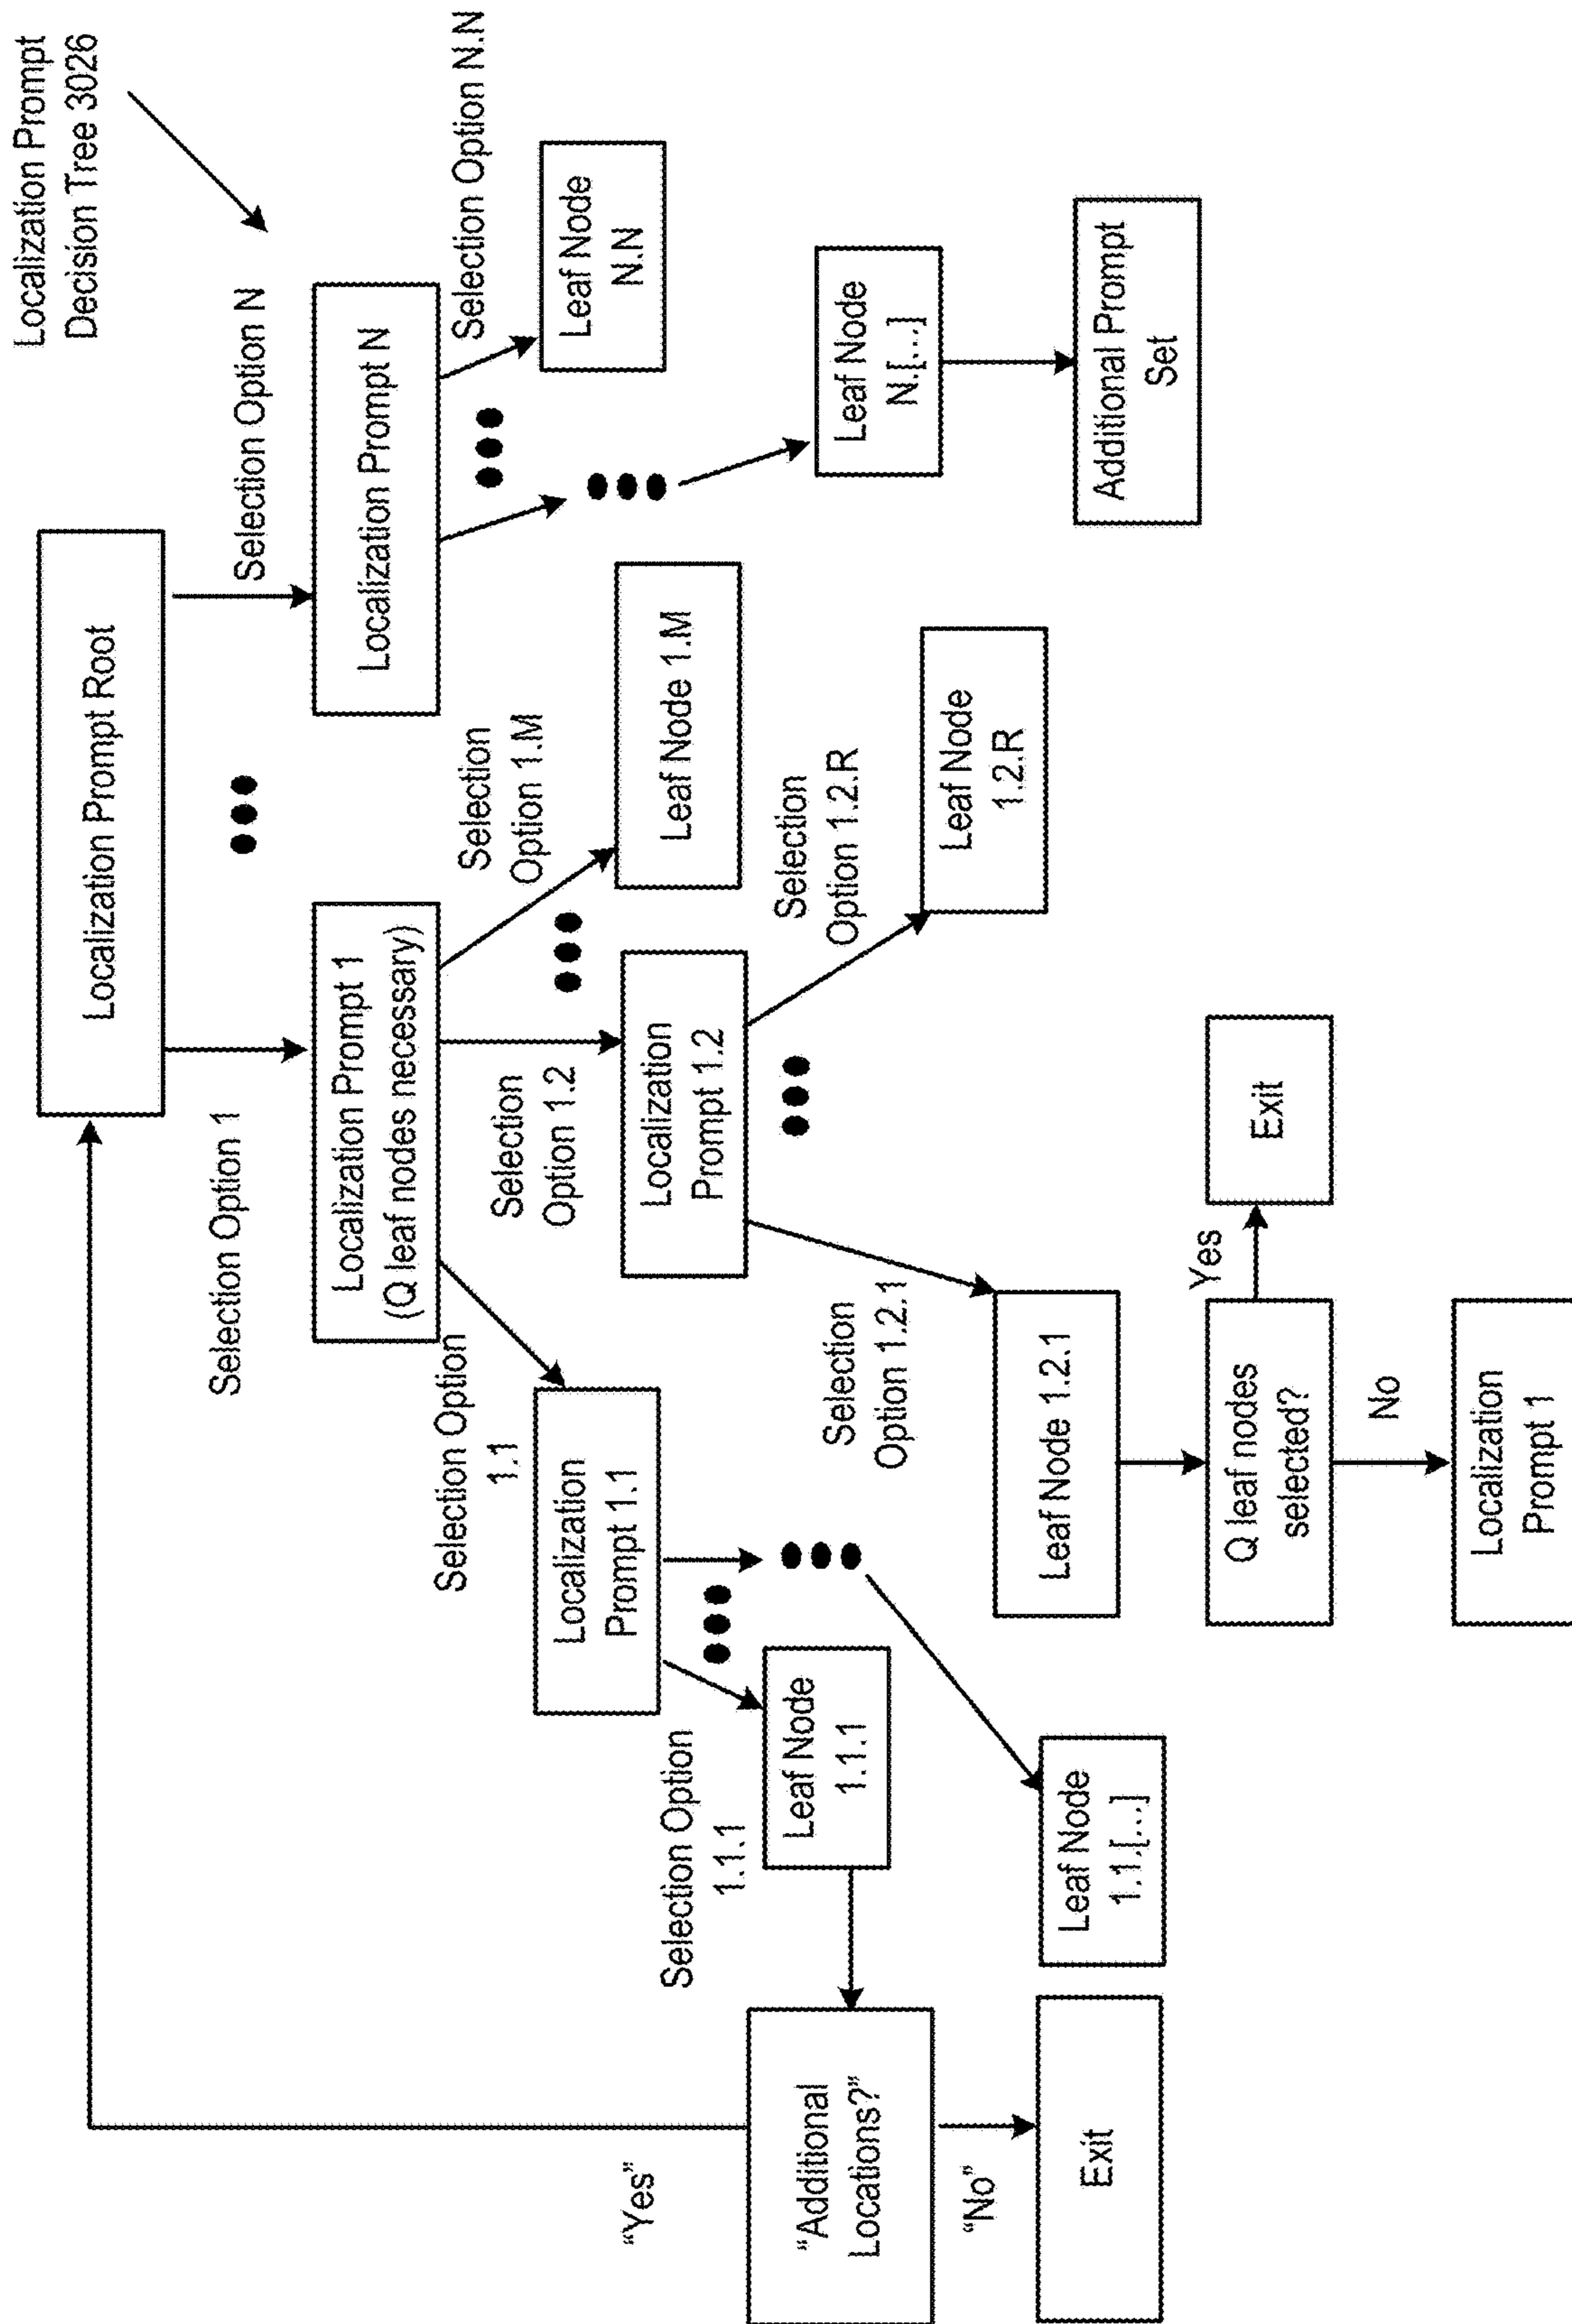 Localization Prompt
Decision Tree 3026
Localization Prompt Root
Selection Option 1
Selection Option N
Localization Prompt 1
(Q leaf nodes necessary)
Localization Prompt N
Selection Option
1.1
Selection
Option 1.2
Selection
Option 1.M
Selection Option N.N
Localization
Prompt 1.1
Localization
Prompt 1.2
Leaf Node 1.M
Leaf Node
N.N
"Yes"
Selection Option
1.1.1
Selection
Option 1.2.1
Selection
Option 1.2.R
"Additional
Locations?"
Leaf Node
1.1.1
Leaf Node
N.[...]
Leaf Node
1.2.R
"No"
Exit
Leaf Node
1.1.[...]
Leaf Node 1.2.1
Additional Prompt
Set
Q leaf nodes
selected?
Yes
Exit
No
Localization
Prompt 1